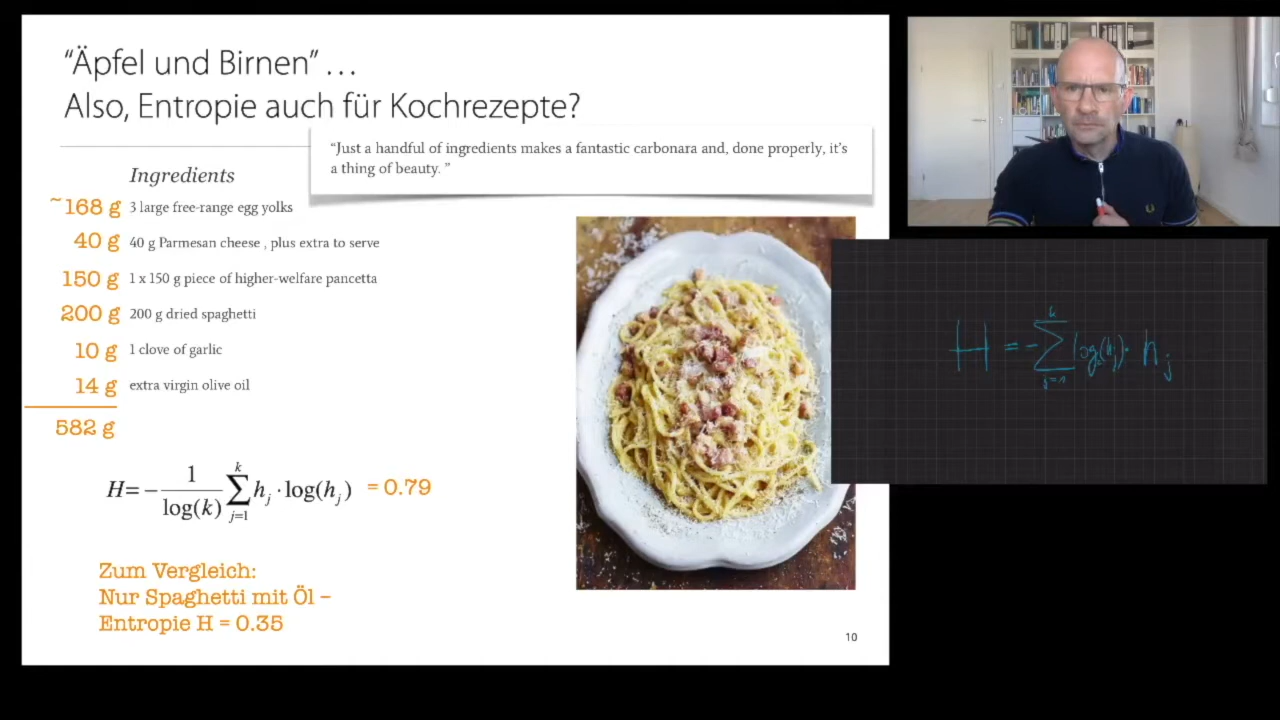 “Äpfel und Birnen” …
Also, Entropie auch für Kochrezepte?
“Just a handful of ingredients makes a fantastic carbonara and, done properly, it’s
a thing of beauty. ”
Ingredients
~168 g 3 large free-range egg yolks
40 g 40 g Parmesan cheese , plus extra to serve
150 g 1 x 150 g piece of higher-welfare pancetta
200 g 200 g dried spaghetti
10 g 1 clove of garlic
14 g extra virgin olive oil
582 g
H=− 1/log(k) ∑ j=1 k h_j · log(h_j) = 0.79
Zum Vergleich:
Nur Spaghetti mit Öl –
Entropie H = 0.35
10
H = - ∑ k log(h_j) · h_j